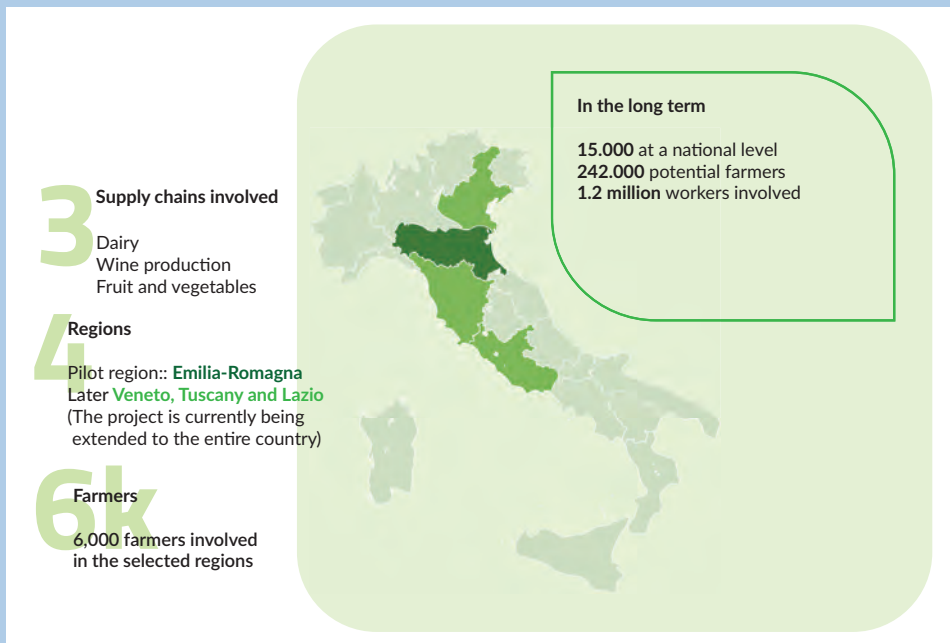 3
Supply chains involved
Dairy
Wine production
Fruit and vegetables
4
Regions
Pilot region:: Emilia-Romagna
Later Veneto, Tuscany and Lazio
(The project is currently being
extended to the entire country)
6k
Farmers
6,000 farmers involved
in the selected regions
In the long term
15.000 at a national level
242.000 potential farmers
1.2 million workers involved